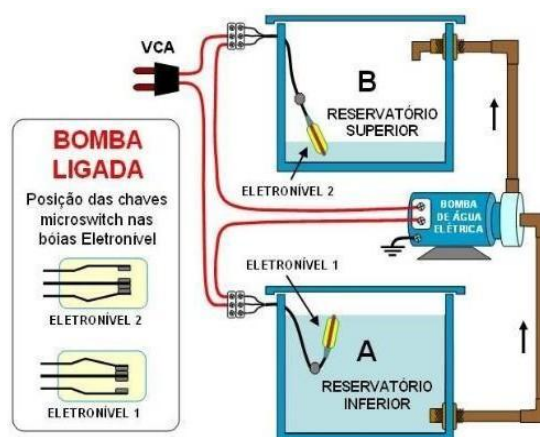 VCA
B
RESERVATÓRIO
SUPERIOR
ELETRONÍVEL 2
BOMBA
LIGADA
Posição das chaves
microswitch nas
bóias Eletronivel
ELETRONÍVEL 2
ELETRONÍVEL 1
BOMBA
DE ÁGUA
ELÉTRICA
ELETRONÍVEL 1
A
RESERVATÓRIO
INFERIOR